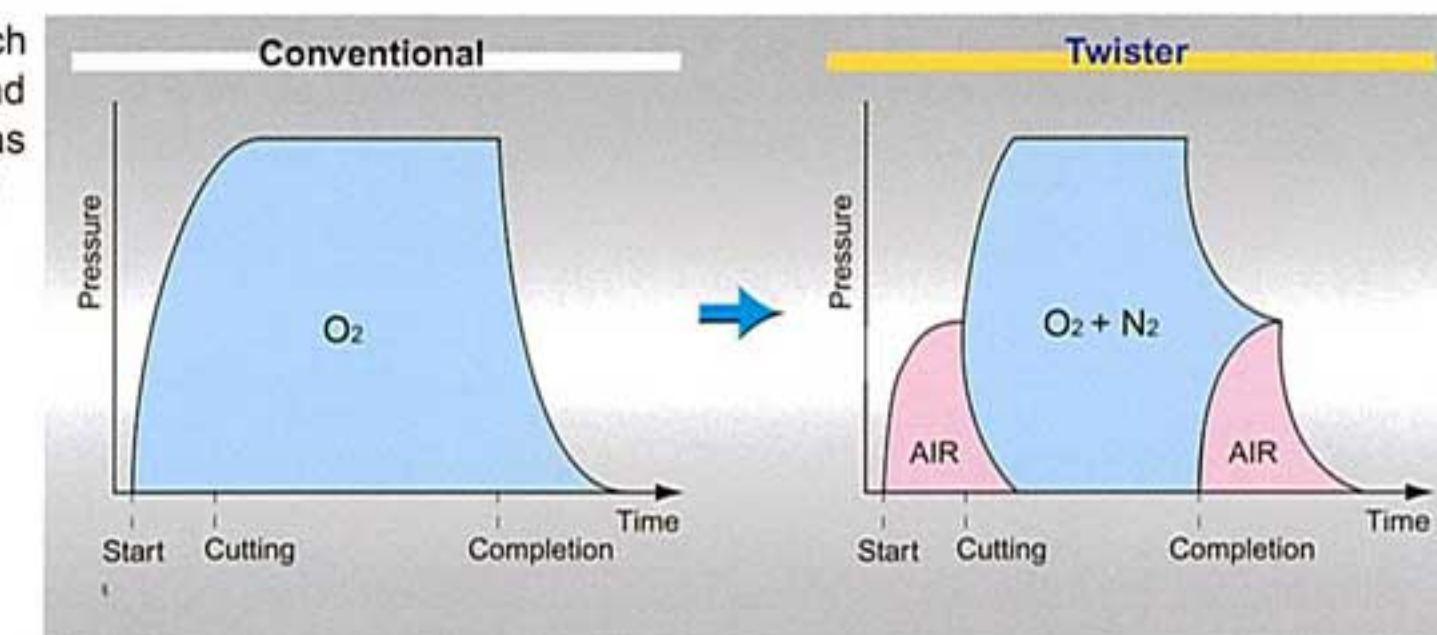 Conventional
Pressure
O₂
Time
Start Cutting Completion
Twister
Pressure
O₂ + N₂
AIR
AIR
Time
Start Cutting Completion